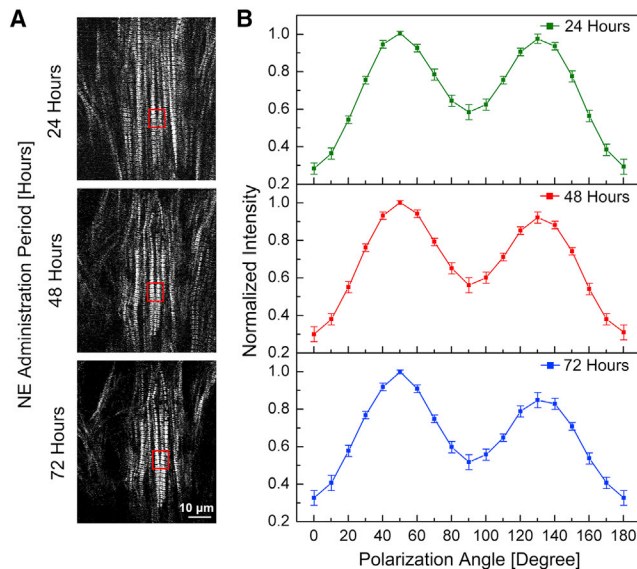 A
B
NE Administration Period [Hours]
24 Hours
48 Hours
72 Hours
10 µm
Normalized Intensity
24 Hours
1.0
0.8
0.6
0.4
0.2
48 Hours
1.0
0.8
0.6
0.4
0.2
72 Hours
1.0
0.8
0.6
0.4
0.2
0 20 40 60 80 100 120 140 160 180
Polarization Angle [Degree]